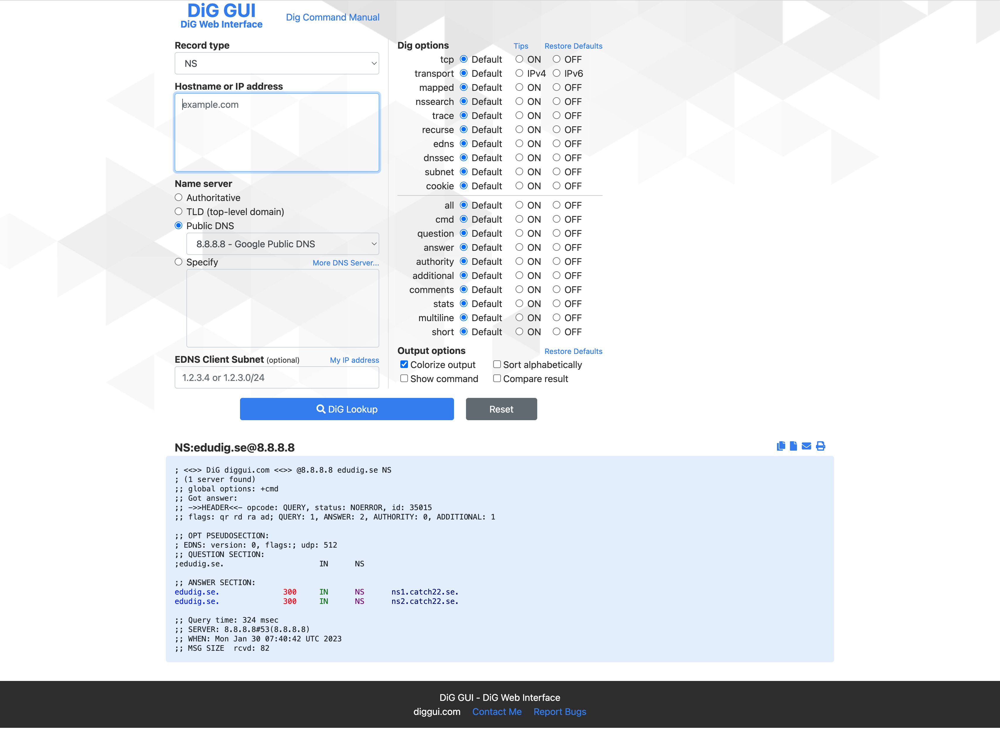 DiG GUI
DiG Web Interface
Dig Command Manual
Record type
NS
Hostname or IP address
example.com
Name server
Authoritative
TLD (top-level domain)
Public DNS
8.8.8.8 - Google Public DNS
Specify More DNS Server...
EDNS Client Subnet (optional) My IP address
1.2.3.4 or 1.2.3.0/24
Dig options Tips Restore Defaults
tcp Default ON OFF
transport Default IPv4 IPv6
mapped Default ON OFF
nssearch Default ON OFF
trace Default ON OFF
recurse Default ON OFF
edns Default ON OFF
dnssec Default ON OFF
subnet Default ON OFF
cookie Default ON OFF
all Default ON OFF
cmd Default ON OFF
question Default ON OFF
answer Default ON OFF
authority Default ON OFF
additional Default ON OFF
comments Default ON OFF
stats Default ON OFF
multiline Default ON OFF
short Default ON OFF
Output options Restore Defaults
Colorize output Sort alphabetically
Show command Compare result
DiG Lookup Reset
NS:edudig.se@8.8.8.8
; <<>> DiG diggui.com <<>> @8.8.8.8 edudig.se NS
; (1 server found)
;; global options: +cmd
;; Got answer:
;; ->>HEADER<<- opcode: QUERY, status: NOERROR, id: 35015
;; flags: qr rd ra ad; QUERY: 1, ANSWER: 2, AUTHORITY: 0, ADDITIONAL: 1
;; OPT PSEUDOSECTION:
; EDNS: version: 0, flags:; udp: 512
;; QUESTION SECTION:
;edudig.se. IN NS
;; ANSWER SECTION:
edudig.se. 300 IN NS ns1.catch22.se.
edudig.se. 300 IN NS ns2.catch22.se.
;; Query time: 324 msec
;; SERVER: 8.8.8.8#53(8.8.8.8)
;; WHEN: Mon Jan 30 07:40:42 UTC 2023
;; MSG SIZE rcvd: 82
DiG GUI - DiG Web Interface
diggui.com Contact Me Report Bugs